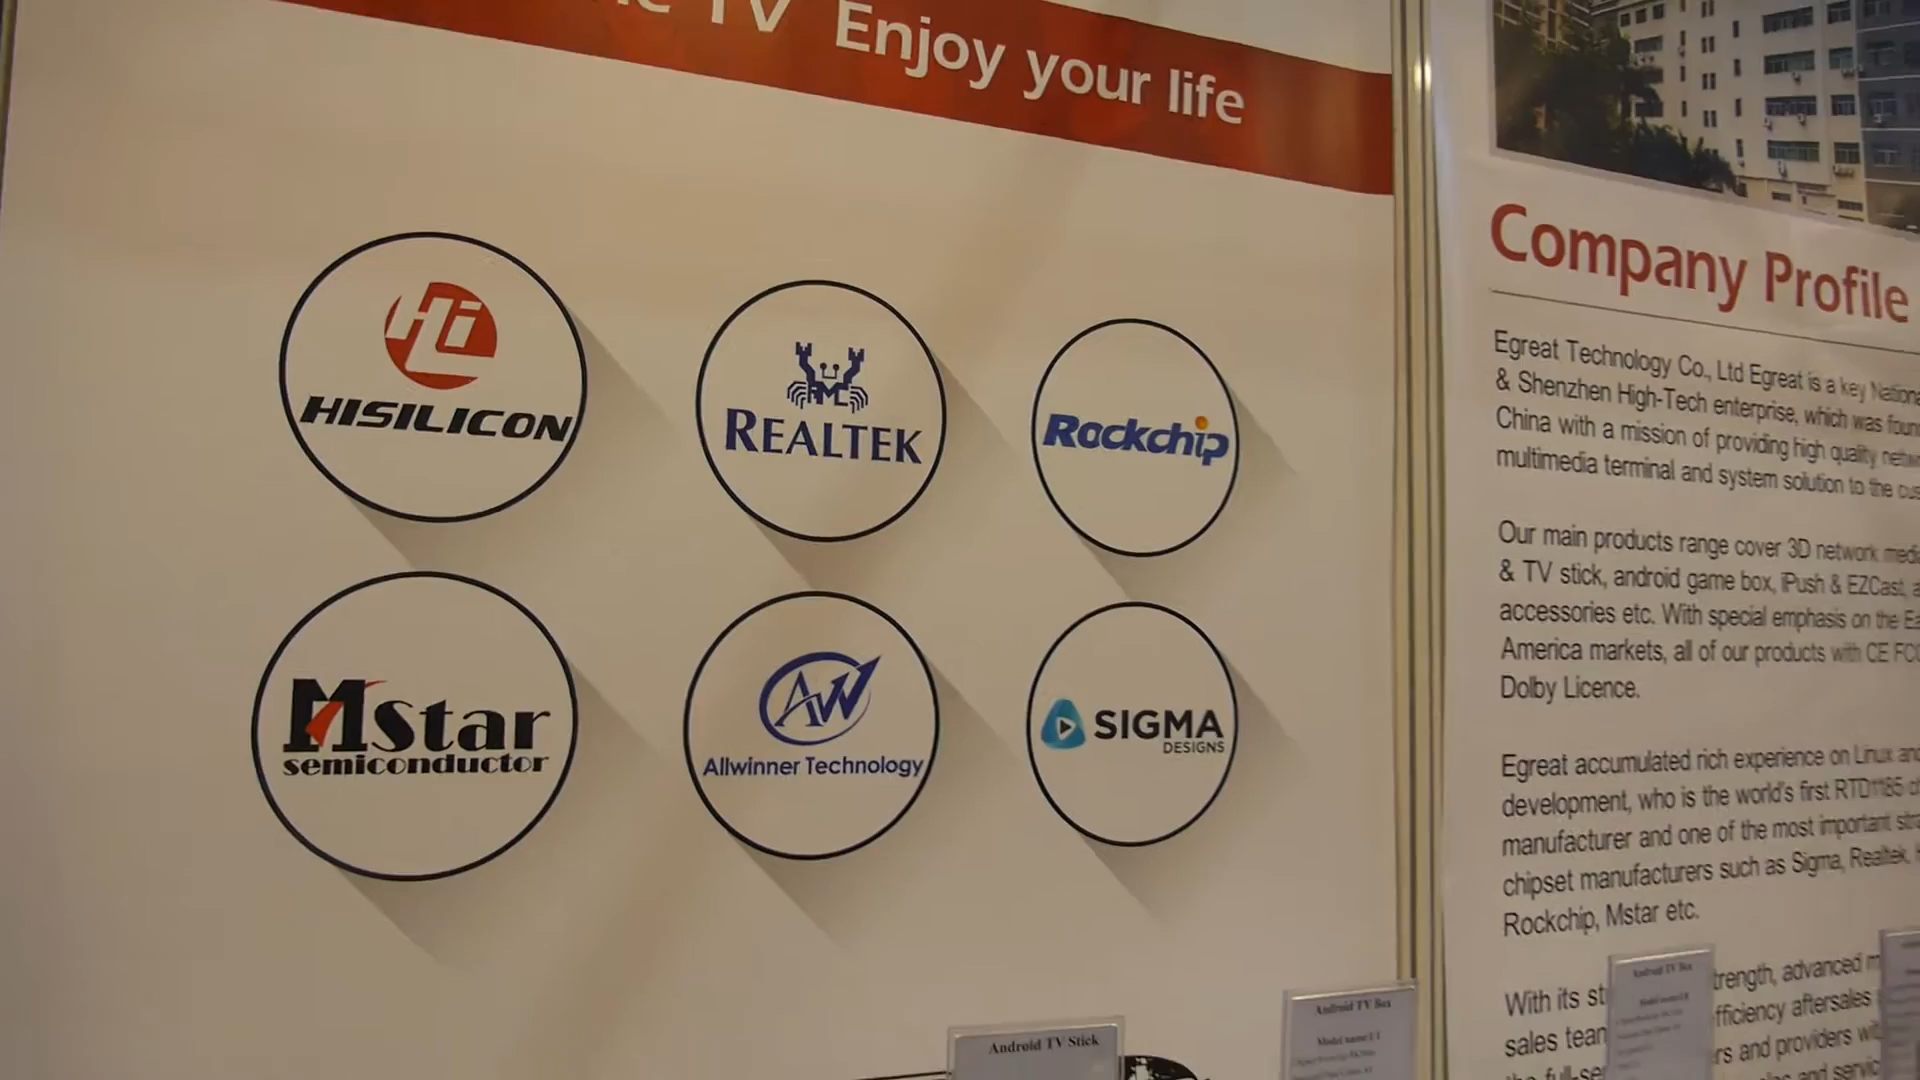 TV Enjoy your life
HISILICON
REALTEK
Rockchip
MStar
semiconductor
AW
Allwinner Technology
SIGMA
DESIGNS
Company Profile
Egreat Technology Co., Ltd Egreat is a key
& Shenzhen High-Tech enterprise, which was
China with a mission of providing high quality
multimedia terminal and system solution to the
Our main products range cover 3D network
& TV stick, android game box, iPush & EZCast,
accessories etc. With special emphasis on the
America markets, all of our products with CE
Dolby Licence.
Egreat accumulated rich experience on Linux
development, who is the world's first RTD1185
manufacturer and one of the most important
chipset manufacturers such as Sigma, Realtek,
Rockchip, Mstar etc.
With its
advanced
sales
aftersales
and providers
Android TV Stick
Android TV Box
Android TV Box